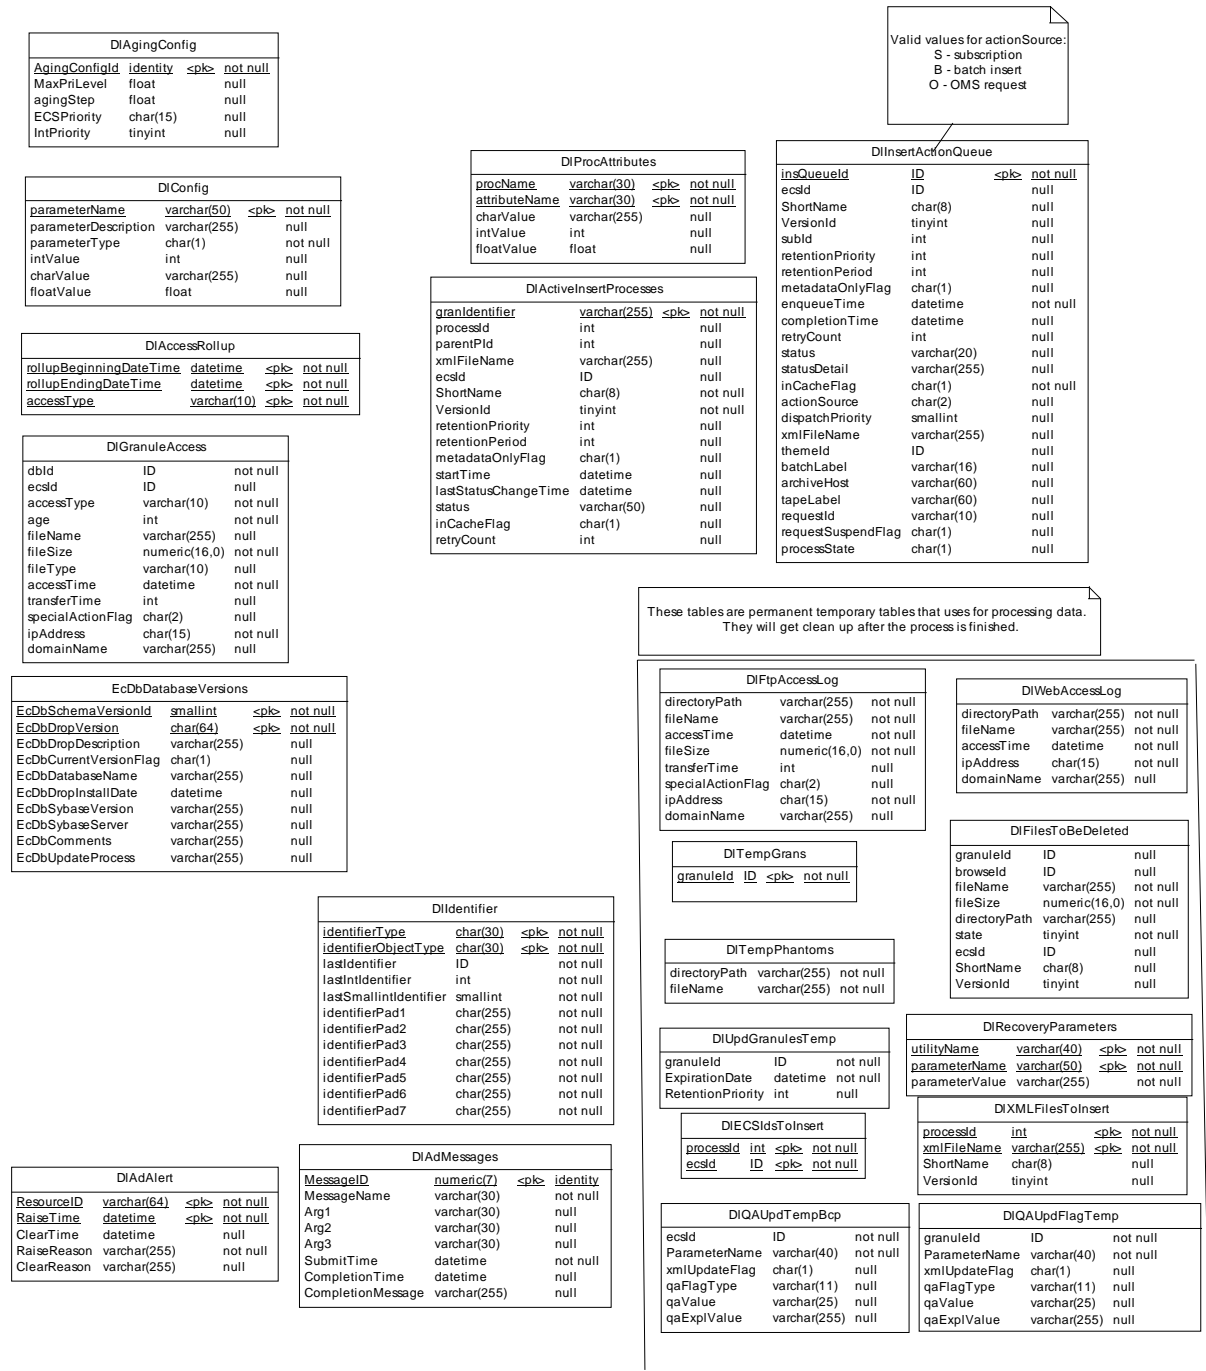 Valid values for actionSource:
S - subscription
B - batch insert
O - OMS request
DlAgingConfig
AgingConfigId identity <pk> not null
MaxPriLevel float null
agingStep float null
ECSPriority char(15) null
IntPriority tinyint null
DlConfig
parameterName varchar(50) <pk> not null
parameterDescription varchar(255) null
parameterType char(1) not null
intValue int null
charValue varchar(255) null
floatValue float null
DlAccessRollup
rollupBeginningDateTime datetime <pk> not null
rollupEndingDateTime datetime <pk> not null
accessType varchar(10) <pk> not null
DlGranuleAccess
dbId ID not null
ecsId ID null
accessType varchar(10) not null
age int not null
fileName varchar(255) null
fileSize numeric(16,0) not null
fileType varchar(10) null
accessTime datetime not null
transferTime int null
specialActionFlag char(2) null
ipAddress char(15) not null
domainName varchar(255) null
EcDbDatabaseVersions
EcDbSchemaVersionId smallint <pk> not null
EcDbDropVersion char(64) <pk> not null
EcDbDropDescription varchar(255) null
EcDbCurrentVersionFlag char(1) null
EcDbDatabaseName varchar(255) null
EcDbDropInstallDate datetime null
EcDbSybaseVersion varchar(255) null
EcDbSybaseServer varchar(255) null
EcDbComments varchar(255) null
EcDbUpdateProcess varchar(255) null
DlProcAttributes
procName varchar(30) <pk> not null
attributeName varchar(30) <pk> not null
charValue varchar(255) null
intValue int null
floatValue float null
DlActiveInsertProcesses
granIdentifier varchar(255) <pk> not null
processId int null
parentPId int null
xmlFileName varchar(255) null
ecsId ID null
ShortName char(8) not null
VersionId tinyint not null
retentionPriority int null
retentionPeriod int null
metadataOnlyFlag char(1) null
startTime datetime null
lastStatusChangeTime datetime null
status varchar(50) null
inCacheFlag char(1) null
retryCount int null
DlInsertActionQueue
insQueueId ID <pk> not null
ecsId ID null
ShortName char(8) null
VersionId tinyint null
subId int null
retentionPriority int null
retentionPeriod int null
metadataOnlyFlag char(1) null
enqueueTime datetime not null
completionTime datetime null
retryCount int null
status varchar(20) null
statusDetail varchar(255) null
inCacheFlag char(1) not null
actionSource char(2) null
dispatchPriority smallint null
xmlFileName varchar(255) null
themeId ID null
batchLabel varchar(16) null
archiveHost varchar(60) null
tapeLabel varchar(60) null
requestId varchar(10) null
requestSuspendFlag char(1) null
processState char(1) null
These tables are permanent temporary tables that uses for processing data.
They will get clean up after the process is finished.
DlFtpAccessLog
directoryPath varchar(255) not null
fileName varchar(255) not null
accessTime datetime not null
fileSize numeric(16,0) not null
transferTime int null
specialActionFlag char(2) null
ipAddress char(15) not null
domainName varchar(255) null
DlWebAccessLog
directoryPath varchar(255) not null
fileName varchar(255) not null
accessTime datetime not null
ipAddress char(15) not null
domainName varchar(255) null
DlTempGrans
granuleId ID <pk> not null
DlFilesToBeDeleted
granuleId ID null
browseId ID null
fileName varchar(255) not null
fileSize numeric(16,0) not null
directoryPath varchar(255) null
state tinyint not null
ecsId ID null
ShortName char(8) null
VersionId tinyint null
DlTempPhantoms
directoryPath varchar(255) not null
fileName varchar(255) not null
DlUpdGranulesTemp
granuleId ID not null
ExpirationDate datetime not null
RetentionPriority int null
DlRecoveryParameters
utilityName varchar(40) <pk> not null
parameterName varchar(50) <pk> not null
parameterValue varchar(255) not null
DlECSIdsToInsert
processId int <pk> not null
ecsId ID <pk> not null
DlXMLFilesToInsert
processId int <pk> not null
xmlFileName varchar(255) <pk> not null
ShortName char(8) null
VersionId tinyint null
DlQAUpdTempBcp
ecsId ID not null
ParameterName varchar(40) not null
xmlUpdateFlag char(1) null
qaFlagType varchar(11) null
qaValue varchar(25) null
qaExplValue varchar(255) null
DlQAUpdFlagTemp
granuleId ID not null
ParameterName varchar(40) not null
xmlUpdateFlag char(1) null
qaFlagType varchar(11) null
qaValue varchar(25) null
qaExplValue varchar(255) null
DlIdentifier
identifierType char(30) <pk> not null
identifierObjectType char(30) <pk> not null
lastIdentifier ID not null
lastIntIdentifier int not null
lastSmallintIdentifier smallint not null
identifierPad1 char(255) not null
identifierPad2 char(255) not null
identifierPad3 char(255) not null
identifierPad4 char(255) not null
identifierPad5 char(255) not null
identifierPad6 char(255) not null
identifierPad7 char(255) not null
DlAdAlert
ResourceID varchar(64) <pk> not null
RaiseTime datetime <pk> not null
ClearTime datetime null
RaiseReason varchar(255) not null
ClearReason varchar(255) null
DlAdMessages
MessageID numeric(7) <pk> identity
MessageName varchar(30) not null
Arg1 varchar(30) null
Arg2 varchar(30) null
Arg3 varchar(30) null
SubmitTime datetime not null
CompletionTime datetime null
CompletionMessage varchar(255) null